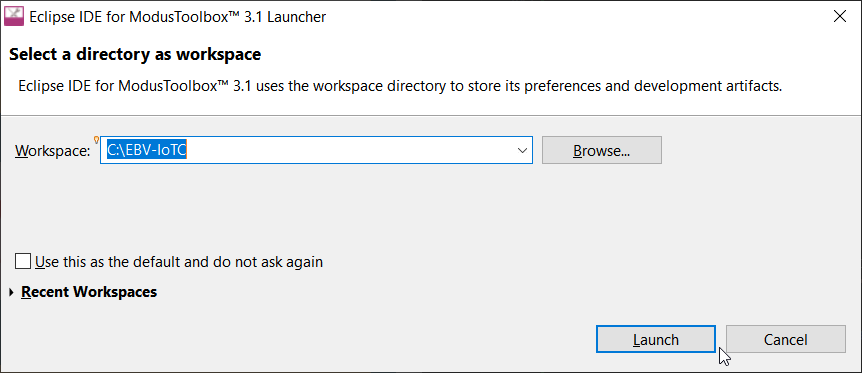 Eclipse IDE for ModusToolbox™ 3.1 Launcher
Select a directory as workspace
Eclipse IDE for ModusToolbox™ 3.1 uses the workspace directory to store its preferences and development artifacts.
Workspace: C:\EBV-IoTC Browse...
Use this as the default and do not ask again
Recent Workspaces
Launch Cancel